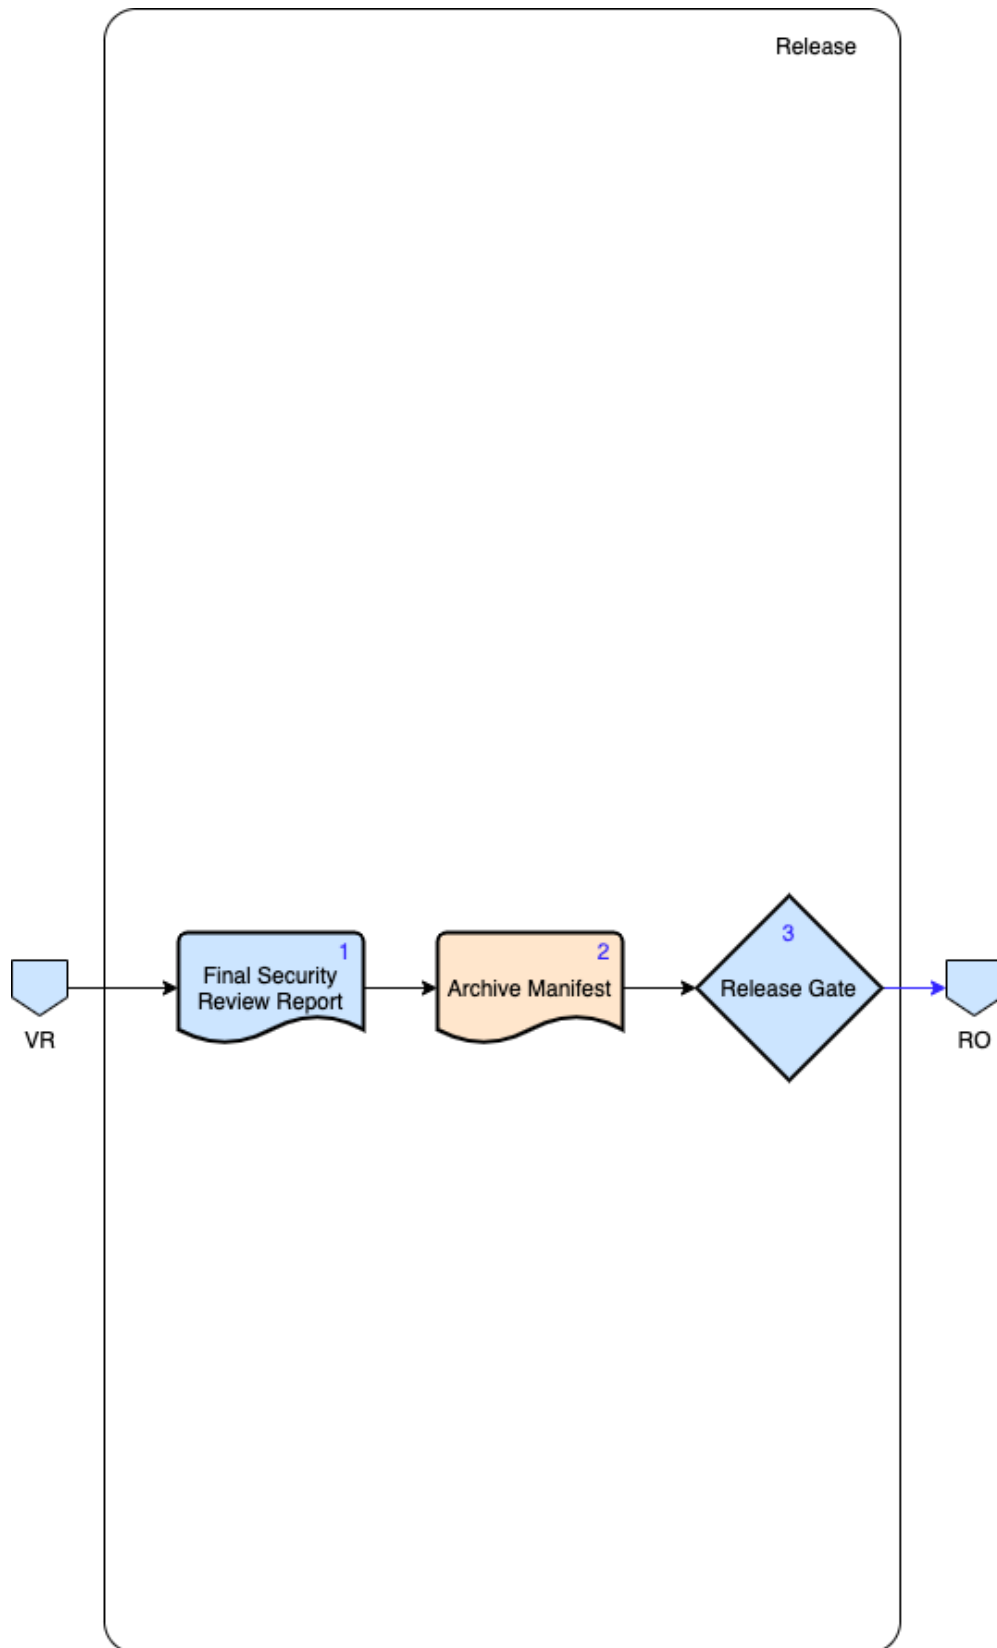 Release
1
Final Security
Review Report
2
Archive Manifest
3
Release Gate
VR
RO